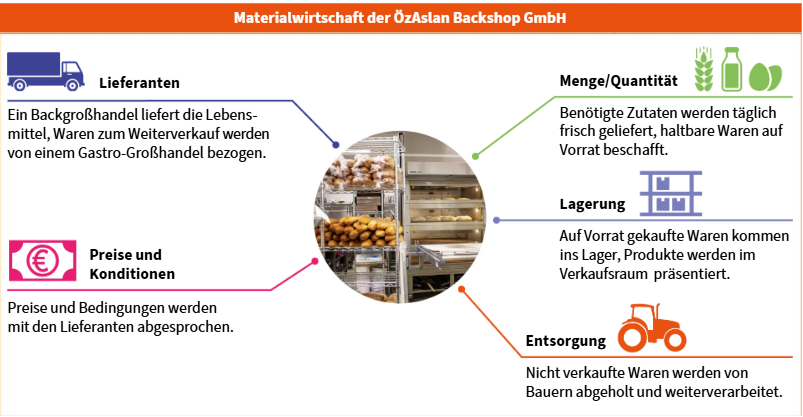 Materialwirtschaft der ÖzAslan Backshop GmbH
Lieferanten
Ein Backgroßhandel liefert die Lebens-
mittel, Waren zum Weiterverkauf werden
von einem Gastro-Großhandel bezogen.
Preise und
Konditionen
Preise und Bedingungen werden
mit den Lieferanten abgesprochen.
Menge/Quantität
Benötigte Zutaten werden täglich
frisch geliefert, haltbare Waren auf
Vorrat beschafft.
Lagerung
Auf Vorrat gekaufte Waren kommen
ins Lager, Produkte werden im
Verkaufsraum präsentiert.
Entsorgung
Nicht verkaufte Waren werden von
Bauern abgeholt und weiterverarbeitet.